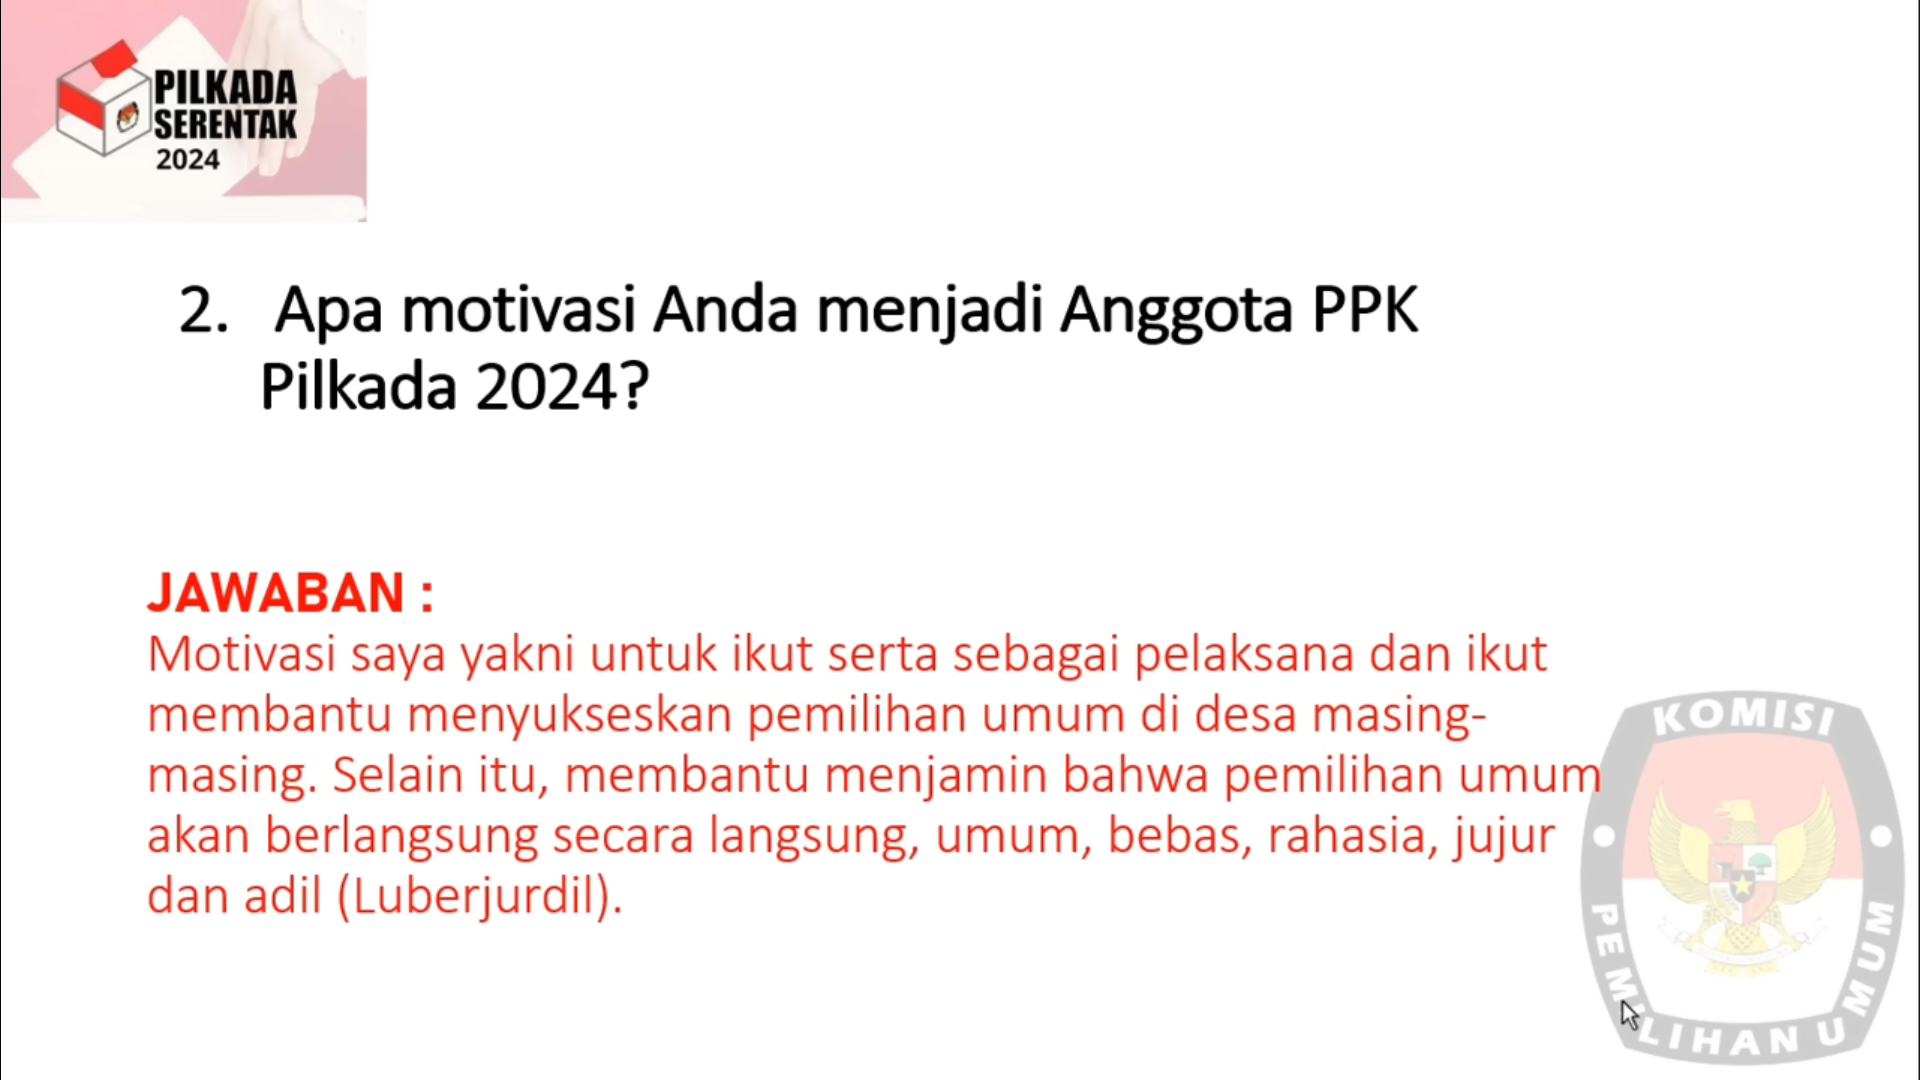 PILKADA
SERENTAK
2024
2. Apa motivasi Anda menjadi Anggota PPK
Pilkada 2024?
JAWABAN :
Motivasi saya yakni untuk ikut serta sebagai pelaksana dan ikut
membantu menyukseskan pemilihan umum di desa masing-
masing. Selain itu, membantu menjamin bahwa pemilihan umum
akan berlangsung secara langsung, umum, bebas, rahasia, jujur
dan adil (Luberjurdil).
KOMISI
PEMILIHAN UMUM